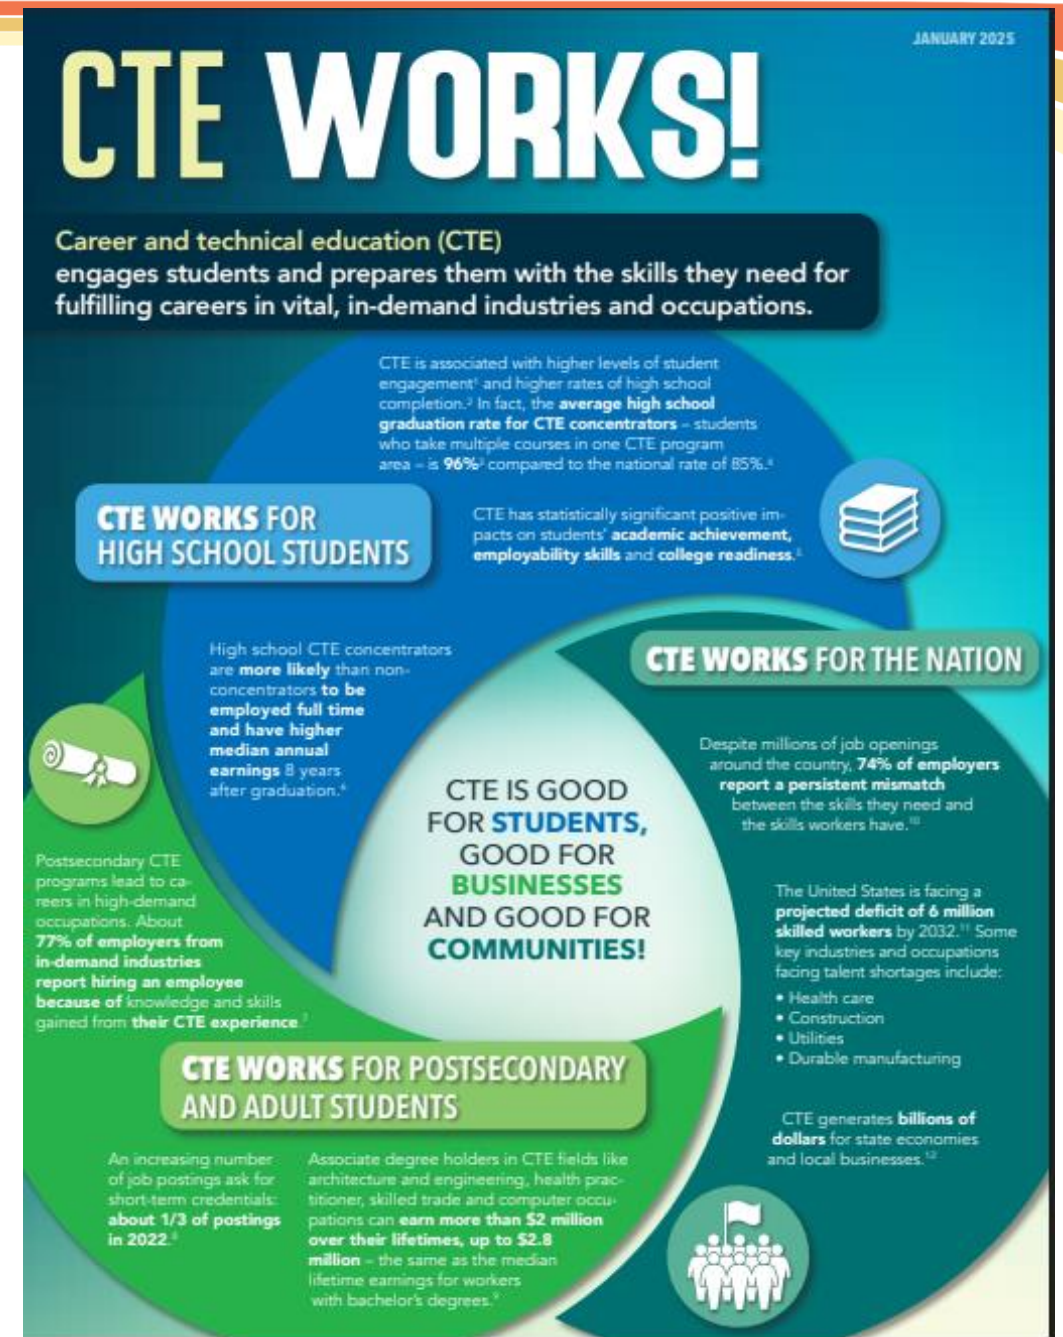 JANUARY 2025
CTE WORKS!
Career and technical education (CTE)
engages students and prepares them with the skills they need for
fulfilling careers in vital, in-demand industries and occupations.
CTE is associated with higher levels of student
engagement¹ and higher rates of high school
completion.² In fact, the average high school
graduation rate for CTE concentrators – students
who take multiple courses in one CTE program
area – is 96%³ compared to the national rate of 85%.⁴
CTE WORKS FOR
HIGH SCHOOL STUDENTS
CTE has statistically significant positive im-
pacts on students' academic achievement,
employability skills and college readiness.⁵
High school CTE concentrators
are more likely than non-
concentrators to be
employed full time
and have higher
median annual
earnings 8 years
after graduation.⁶
CTE WORKS FOR THE NATION
Despite millions of job openings
around the country, 74% of employers
report a persistent mismatch
between the skills they need and
the skills workers have.¹⁰
The United States is facing a
projected deficit of 6 million
skilled workers by 2032.¹¹ Some
key industries and occupations
facing talent shortages include:
• Health care
• Construction
• Utilities
• Durable manufacturing
CTE generates billions of
dollars for state economies
and local businesses.¹²
CTE IS GOOD
FOR STUDENTS,
GOOD FOR
BUSINESSES
AND GOOD FOR
COMMUNITIES!
Postsecondary CTE
programs lead to ca-
reers in high-demand
occupations. About
77% of employers from
in-demand industries
report hiring an employee
because of knowledge and skills
gained from their CTE experience.⁷
CTE WORKS FOR POSTSECONDARY
AND ADULT STUDENTS
An increasing number
of job postings ask for
short-term credentials:
about 1/3 of postings
in 2022.⁸
Associate degree holders in CTE fields like
architecture and engineering, health prac-
titioner, skilled trade and computer occu-
pations can earn more than $2 million
over their lifetimes, up to $2.8
million – the same as the median
lifetime earnings for workers
with bachelor's degrees.⁹